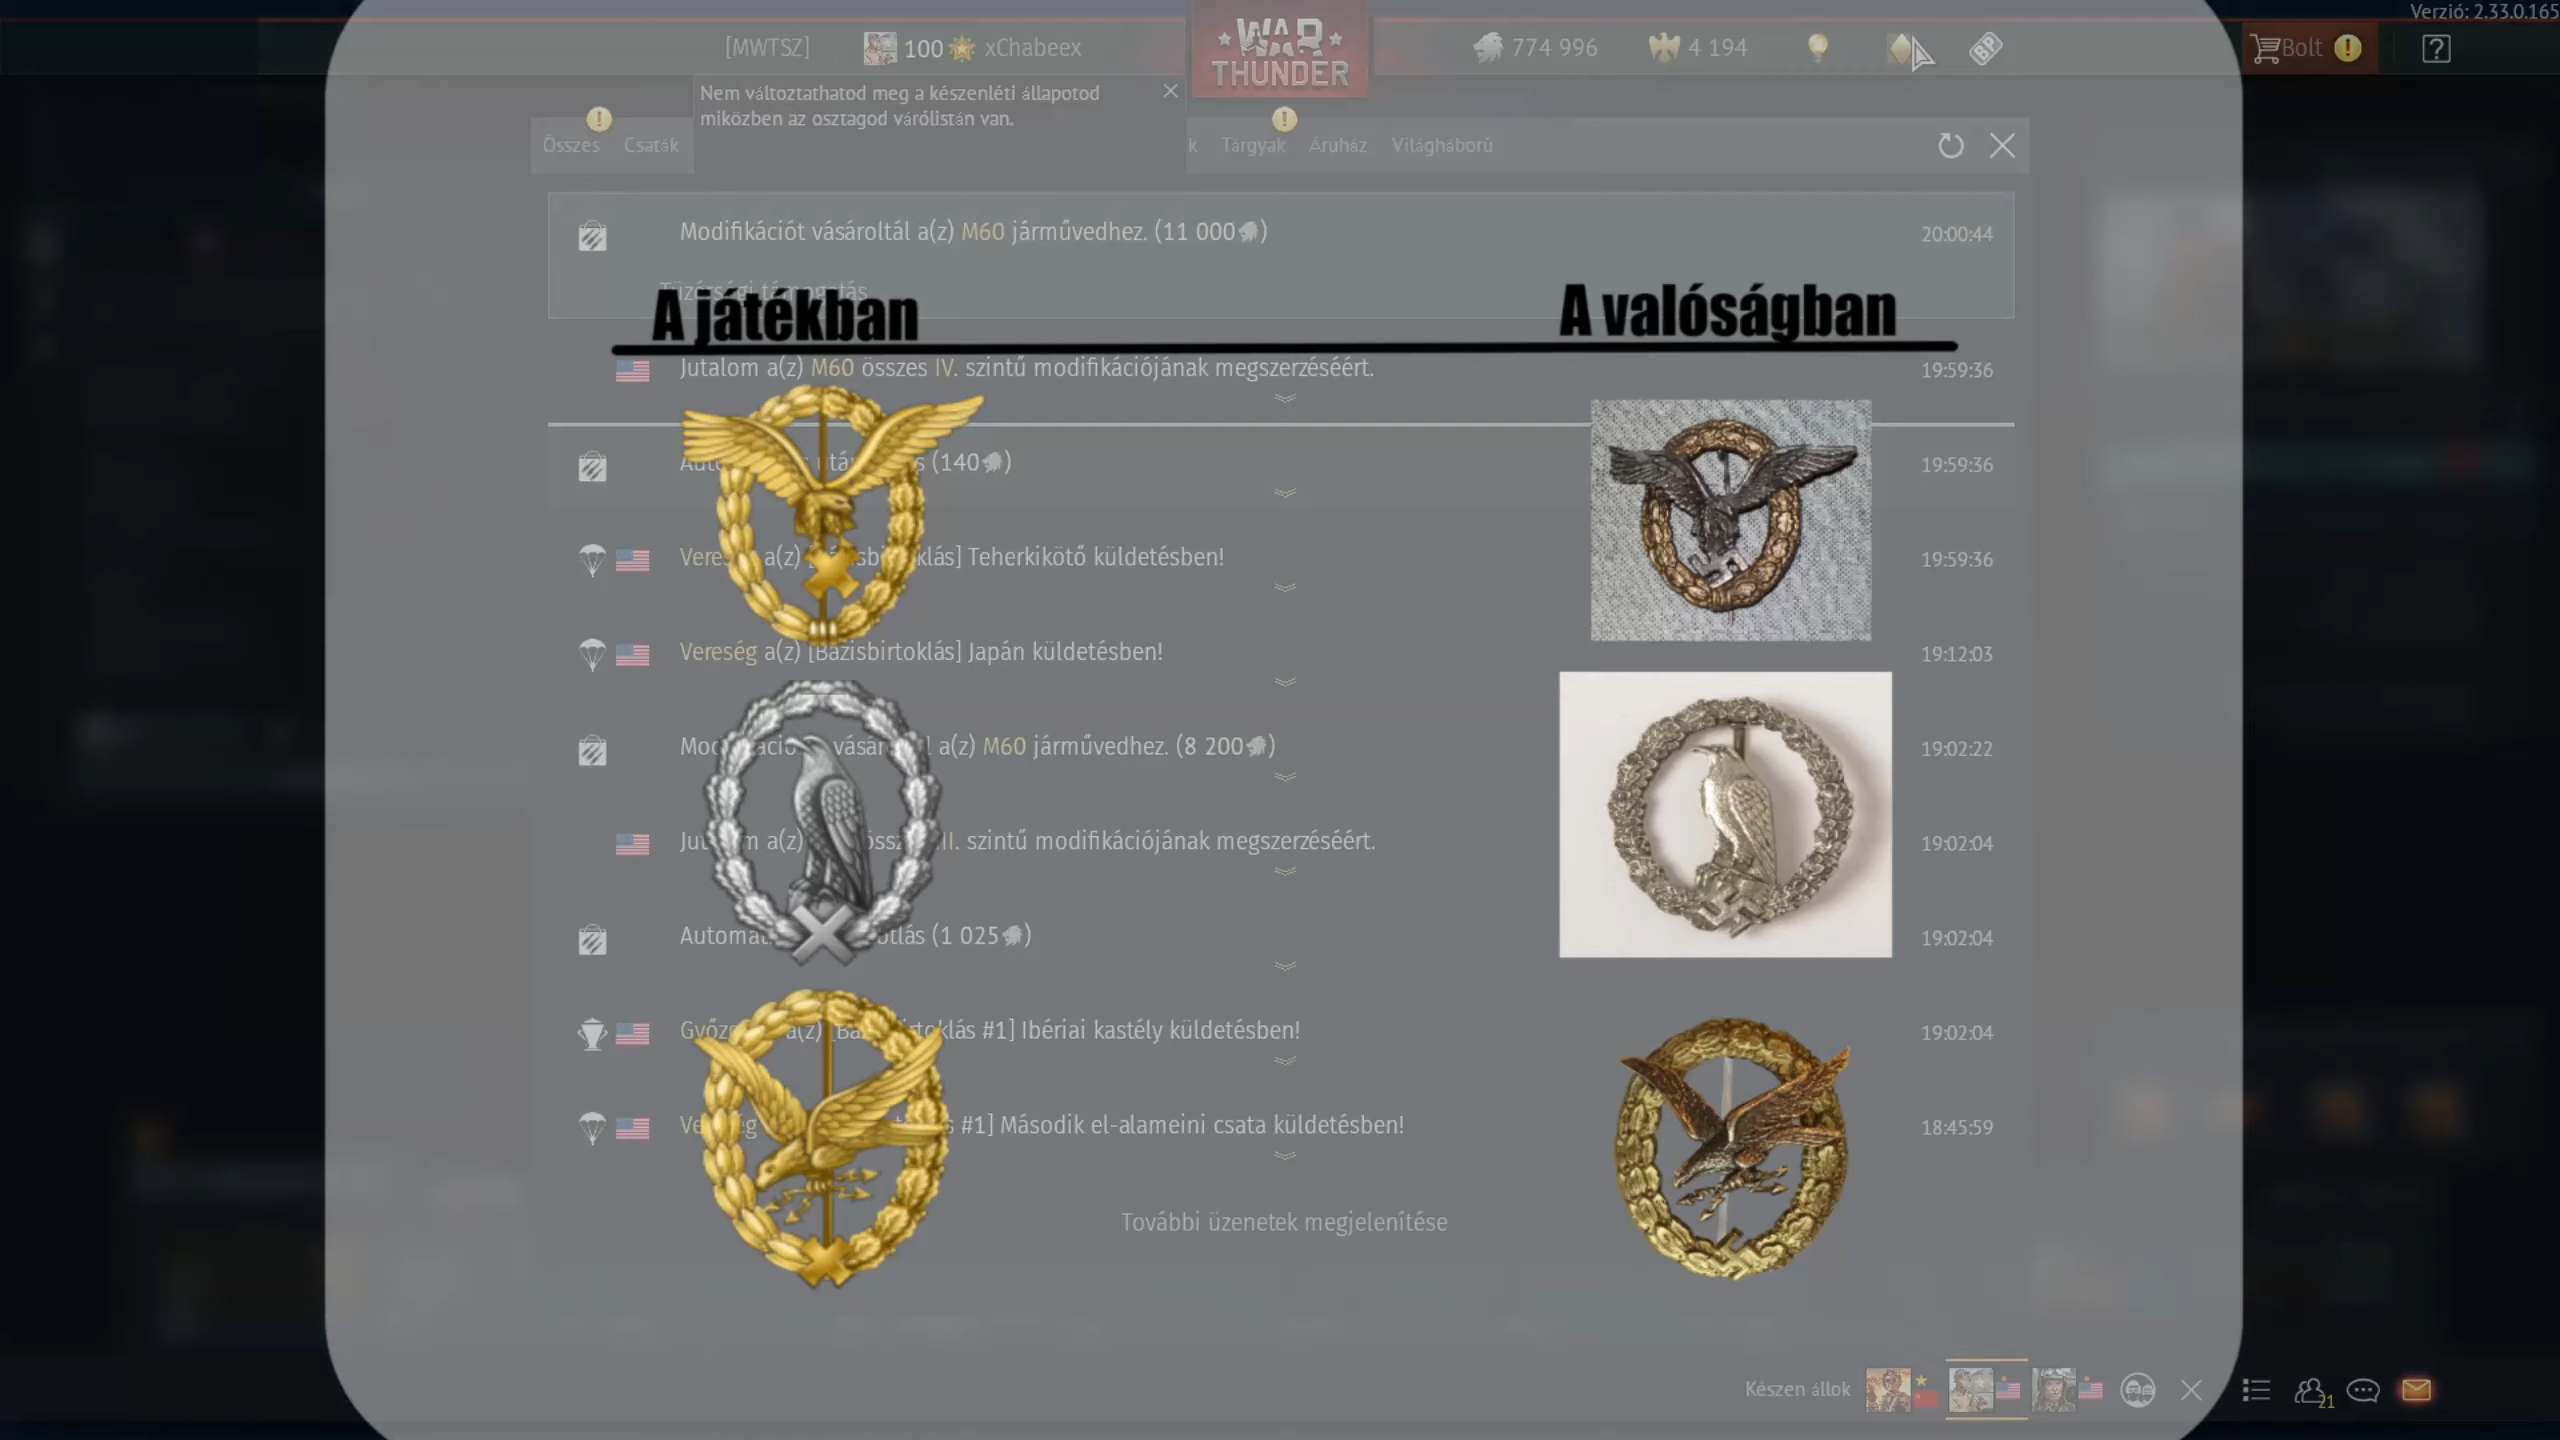 Verzió: 2.33.0.165
[MWTSZ] 100 xChabeex
WAR THUNDER
774 996 4 194
BP
Bolt
!
?
Nem változtathatod meg a készenléti állapotod
miközben az osztagod várólistán van.
!
!
Összes Csaták k Tárgyak Áruház Világháború
Modifikációt vásároltál a(z) M60 járművedhez. (11 000) 20:00:44
Tüzérségi támogatás
A játékban A valóságban
Jutalom a(z) M60 összes IV. szintű modifikációjának megszerzéséért. 19:59:36
(140) 19:59:36
a(z) Teherkikötő küldetésben! 19:59:36
Vereség a(z) [Bázisbirtoklás] Japán küldetésben! 19:12:03
a(z) M60 járművedhez. (8 200) 19:02:22
a(z) szintű modifikációjának megszerzéséért. 19:02:04
(1 025) 19:02:04
a(z) #1] Ibériai kastély küldetésben! 19:02:04
#1] Második el-alameini csata küldetésben! 18:45:59
További üzenetek megjelenítése
Készen állok
21